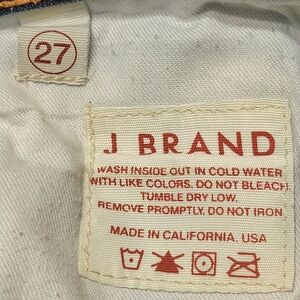 27
J BRAND
WASH INSIDE OUT IN COLD WATER
WITH LIKE COLORS. DO NOT BLEACH.
TUMBLE DRY LOW.
REMOVE PROMPTLY. DO NOT IRON
MADE IN CALIFORNIA. USA